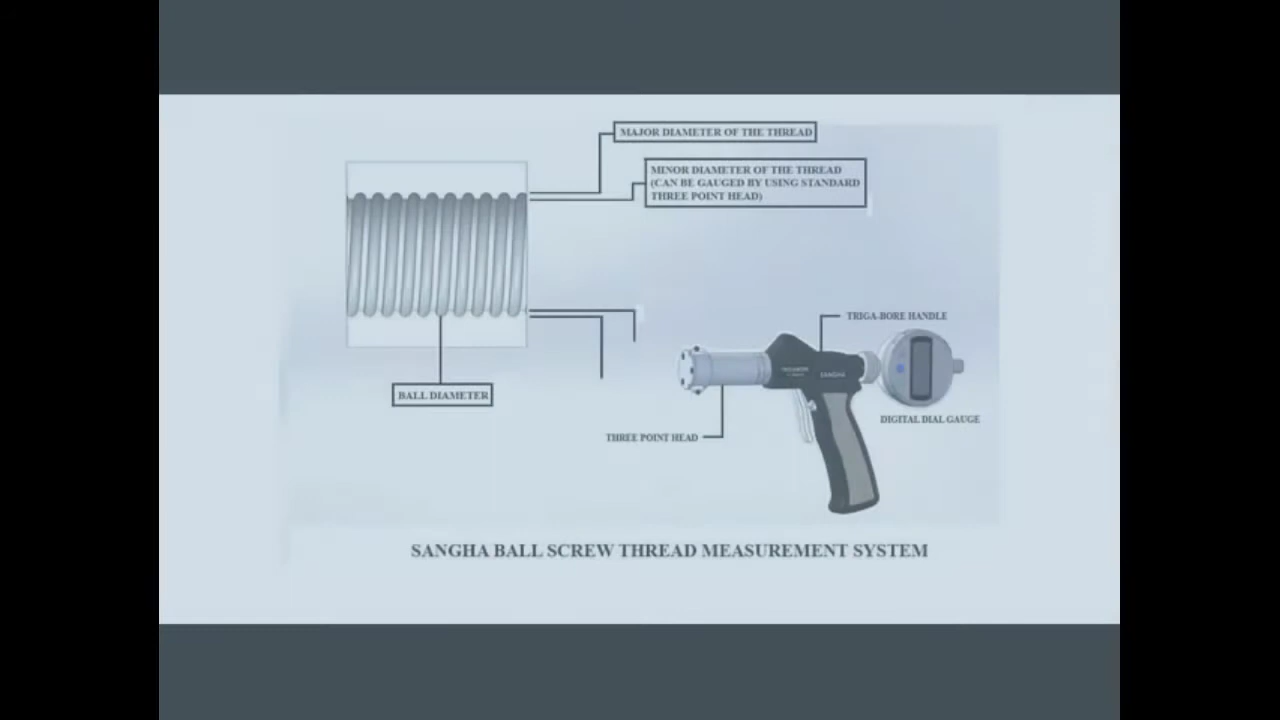 MAJOR DIAMETER OF THE THREAD
MINOR DIAMETER OF THE THREAD
(CAN BE GAUGED BY USING STANDARD
THREE POINT HEAD)
TRIGA-BORE HANDLE
SANGHA
BALL DIAMETER
DIGITAL DIAL GAUGE
THREE POINT HEAD
SANGHA BALL SCREW THREAD MEASUREMENT SYSTEM